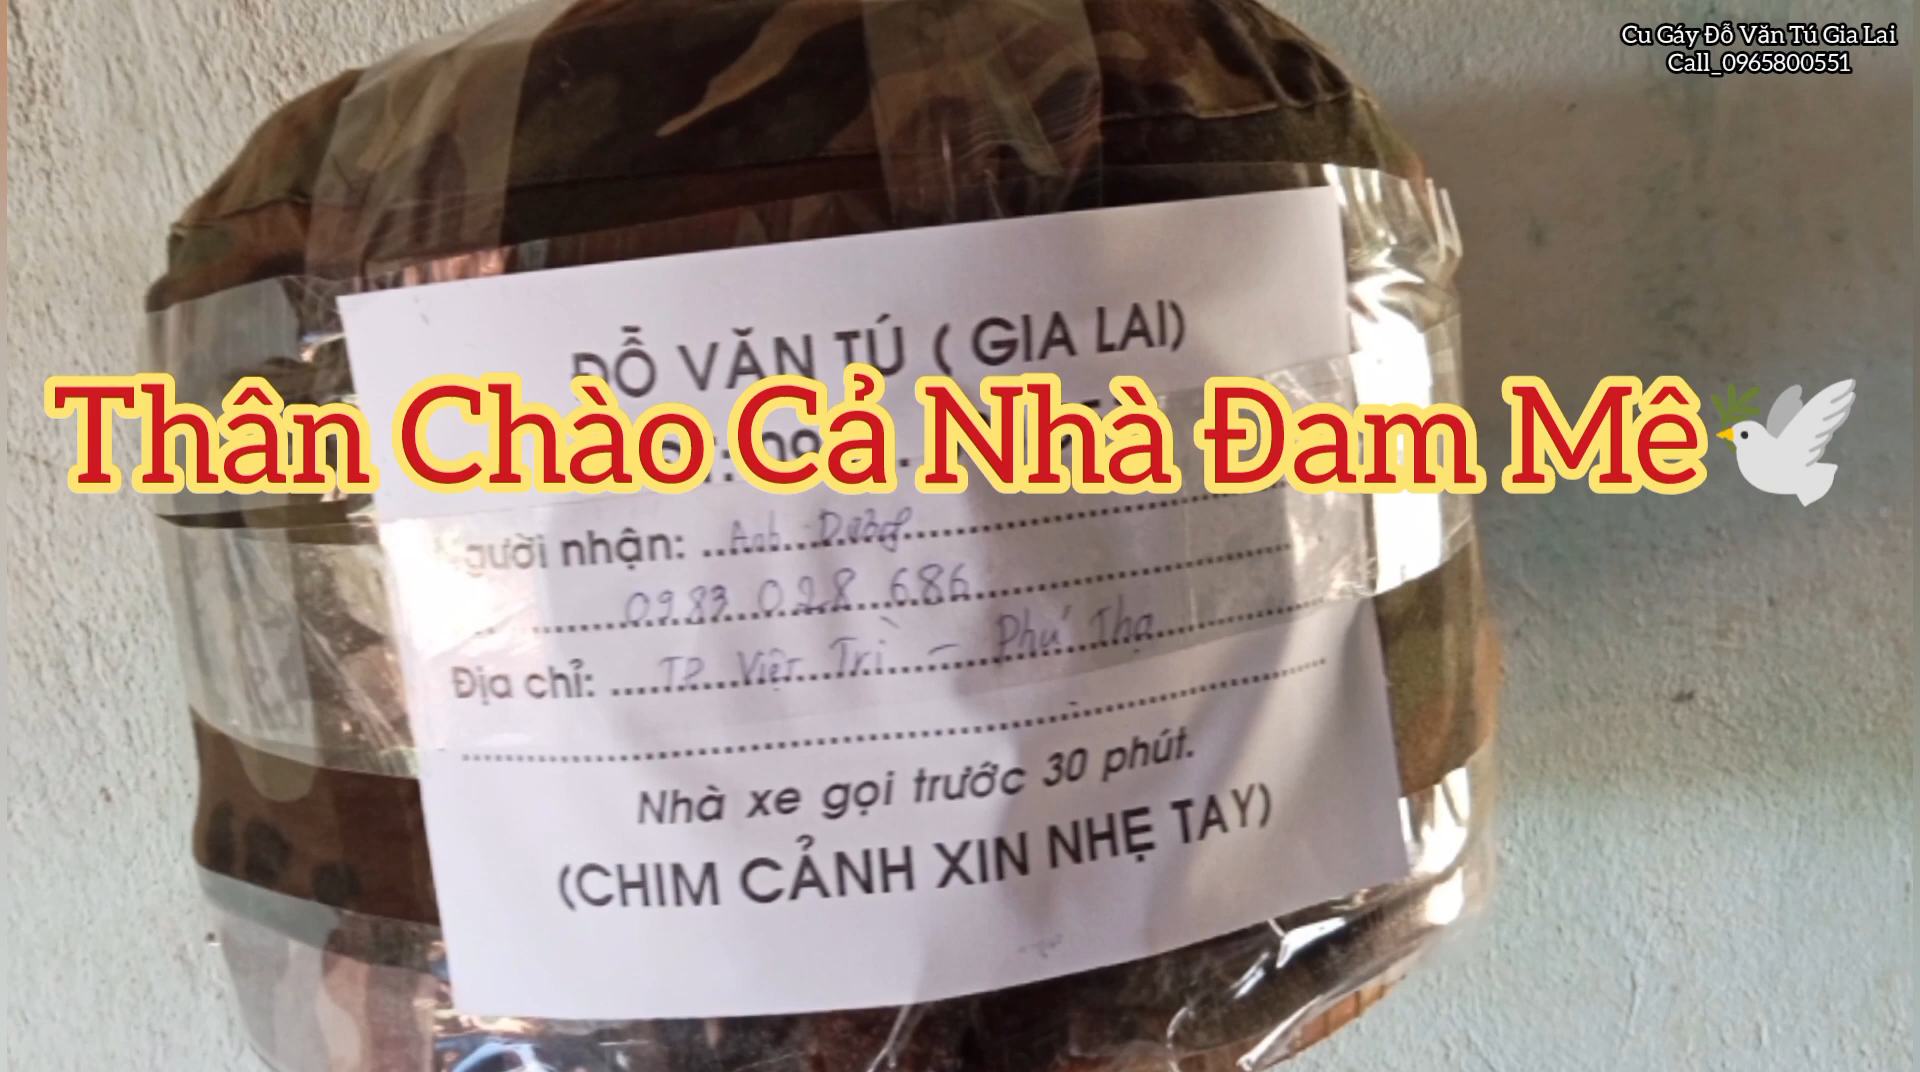 Cu Gáy Đỗ Văn Tú Gia Lai
Call_0965800551
ĐỖ VĂN TÚ ( GIA LAI)
Thân Chào Cả Nhà Đam Mê
Người nhận: Anh
0983 028 686
Địa chỉ: TP Việt Trì - Phú Thọ
Nhà xe gọi trước 30 phút.
(CHIM CẢNH XIN NHẸ TAY)